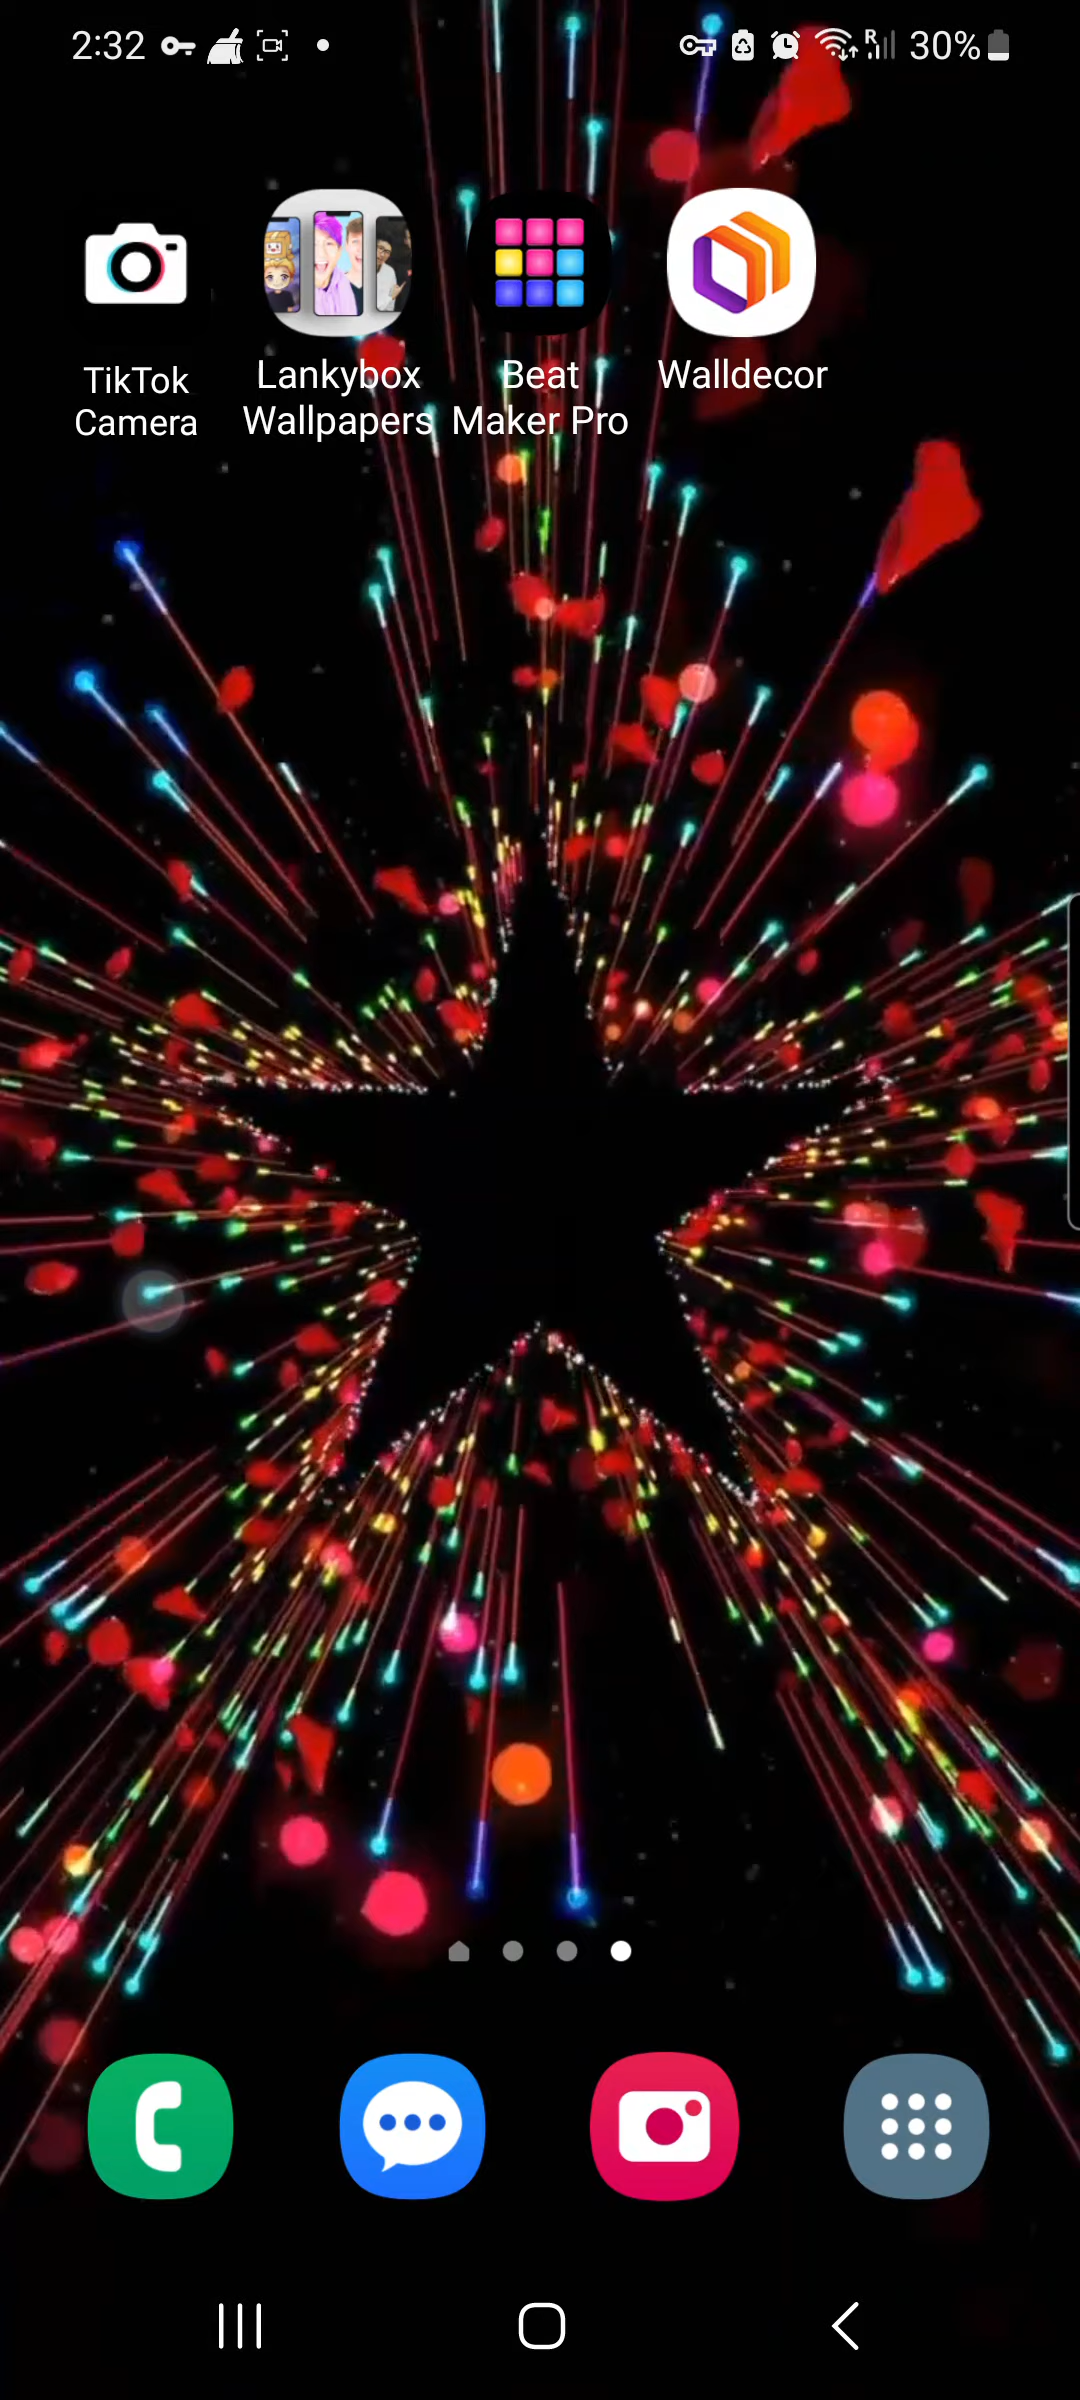 2:32 R 30%
TikTok Camera
Lankybox Wallpapers
Beat Maker Pro
Walldecor